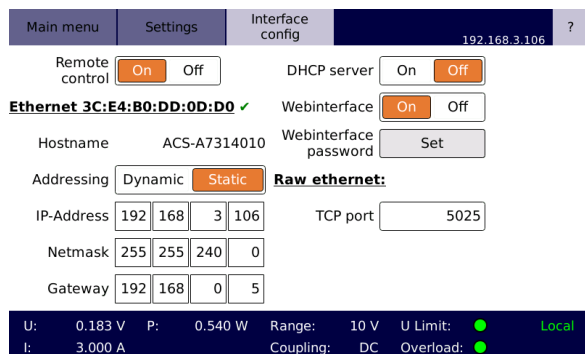 Main menu Settings Interface config 192.168.3.106 ?
Remote control On Off DHCP server On Off
Ethernet 3C:E4:B0:DD:0D:D0 ✔ Webinterface On Off
Hostname ACS-A7314010 Webinterface password Set
Addressing Dynamic Static Raw ethernet:
IP-Address 192 168 3 106 TCP port 5025
Netmask 255 255 240 0
Gateway 192 168 0 5
U: 0.183 V P: 0.540 W Range: 10 V U Limit: Local
I: 3.000 A Coupling: DC Overload: